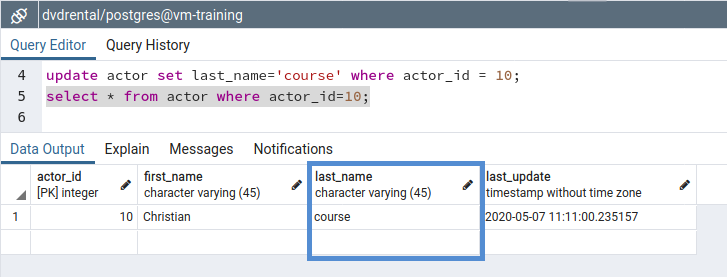 dvdrental/postgres@vm-training
Query Editor Query History
4 update actor set last_name='course' where actor_id = 10;
5 select * from actor where actor_id=10;
6
Data Output Explain Messages Notifications
actor_id first_name last_name last_update
[PK] integer character varying (45) character varying (45) timestamp without time zone
1 10 Christian course 2020-05-07 11:11:00.235157